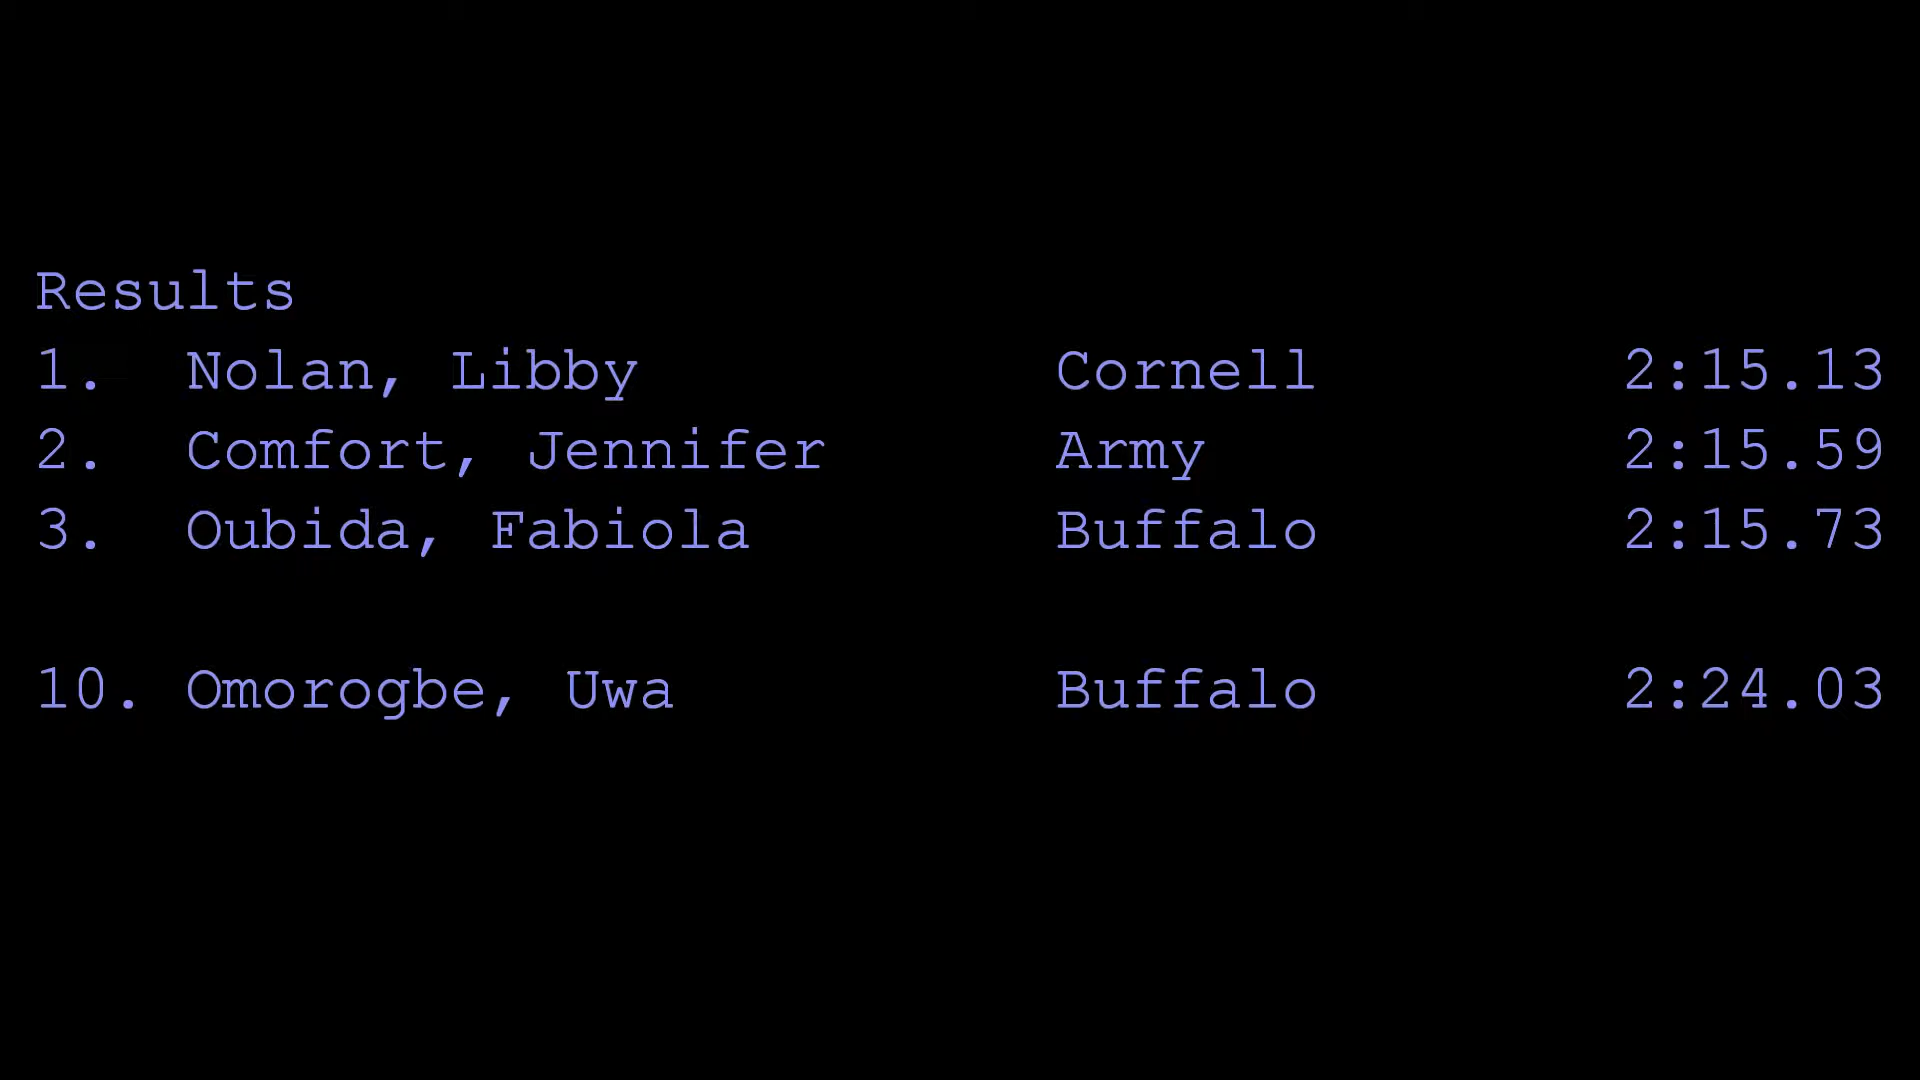 Results
1. Nolan, Libby Cornell 2:15.13
2. Comfort, Jennifer Army 2:15.59
3. Oubida, Fabiola Buffalo 2:15.73
10. Omorogbe, Uwa Buffalo 2:24.03